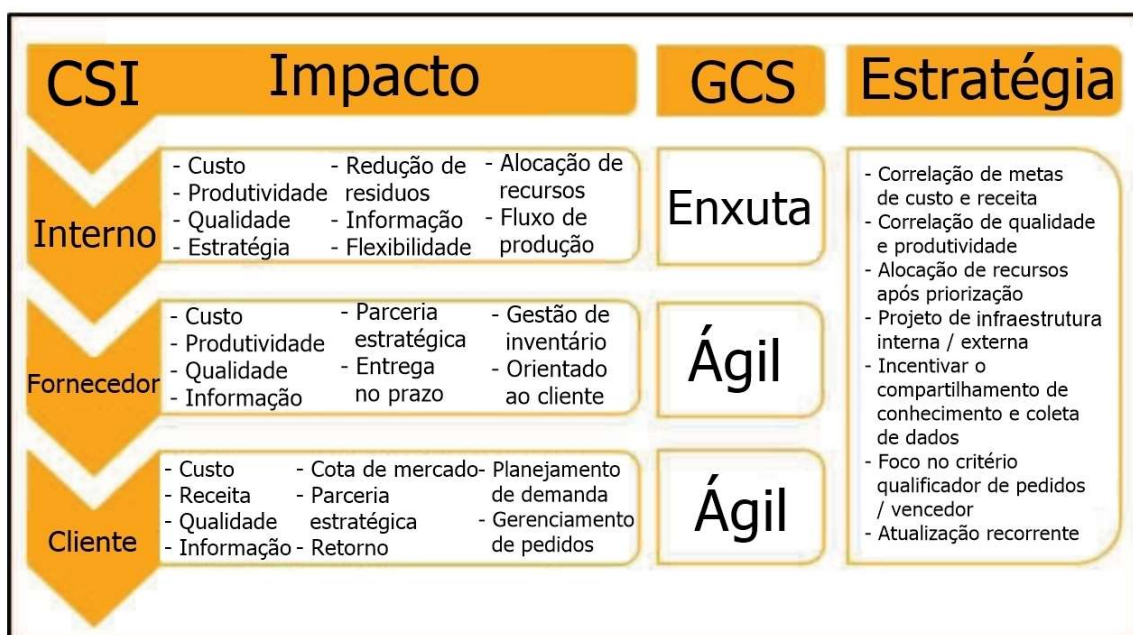 CSI
Impacto
GCS
Estratégia
Interno
- Custo
- Produtividade
- Qualidade
- Estratégia
- Redução de
residuos
- Informação
- Flexibilidade
- Alocação de
recursos
- Fluxo de
produção
Enxuta
Fornecedor
- Custo
- Produtividade
- Qualidade
- Informação
- Parceria
estratégica
- Entrega
no prazo
- Gestão de
inventário
- Orientado
ao cliente
Ágil
Cliente
- Custo
- Receita
- Qualidade
- Informação
- Cota de mercado
- Parceria
estratégica
- Retorno
- Planejamento
de demanda
- Gerenciamento
de pedidos
Ágil
- Correlação de metas
de custo e receita
- Correlação de qualidade
e produtividade
- Alocação de recursos
após priorização
- Projeto de infraestrutura
interna / externa
- Incentivar o
compartilhamento de
conhecimento e coleta
de dados
- Foco no critério
qualificador de pedidos
/ vencedor
- Atualização recorrente